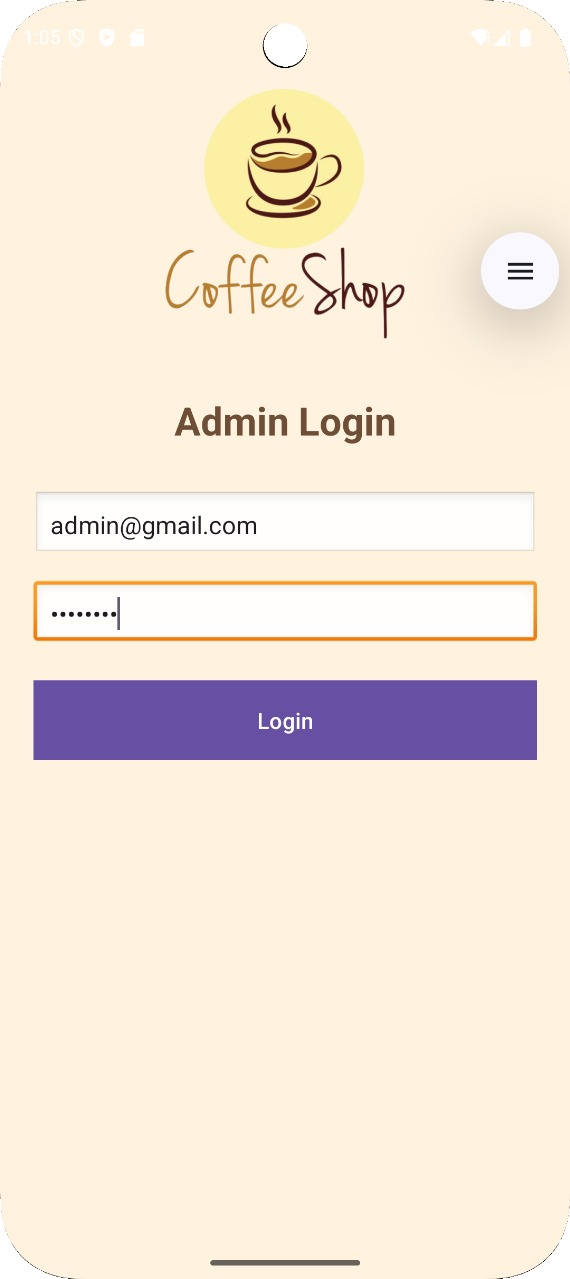 1:05
CoffeeShop
Admin Login
admin@gmail.com
••••••••
Login